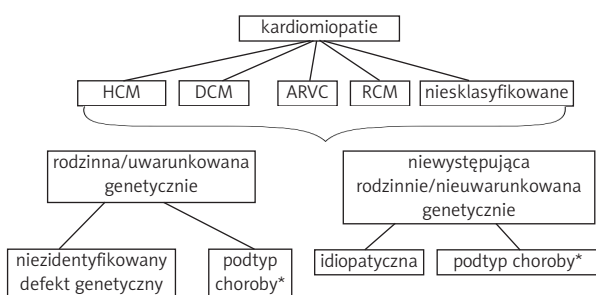 kardiomiopatie
HCM DCM ARVC RCM niesklasyfikowane
rodzinna/uwarunkowana
genetycznie
niewystępująca
rodzinnie/nieuwarunkowana
genetycznie
niezidentyfikowany
defekt genetyczny
podtyp
choroby*
idiopatyczna
podtyp choroby*